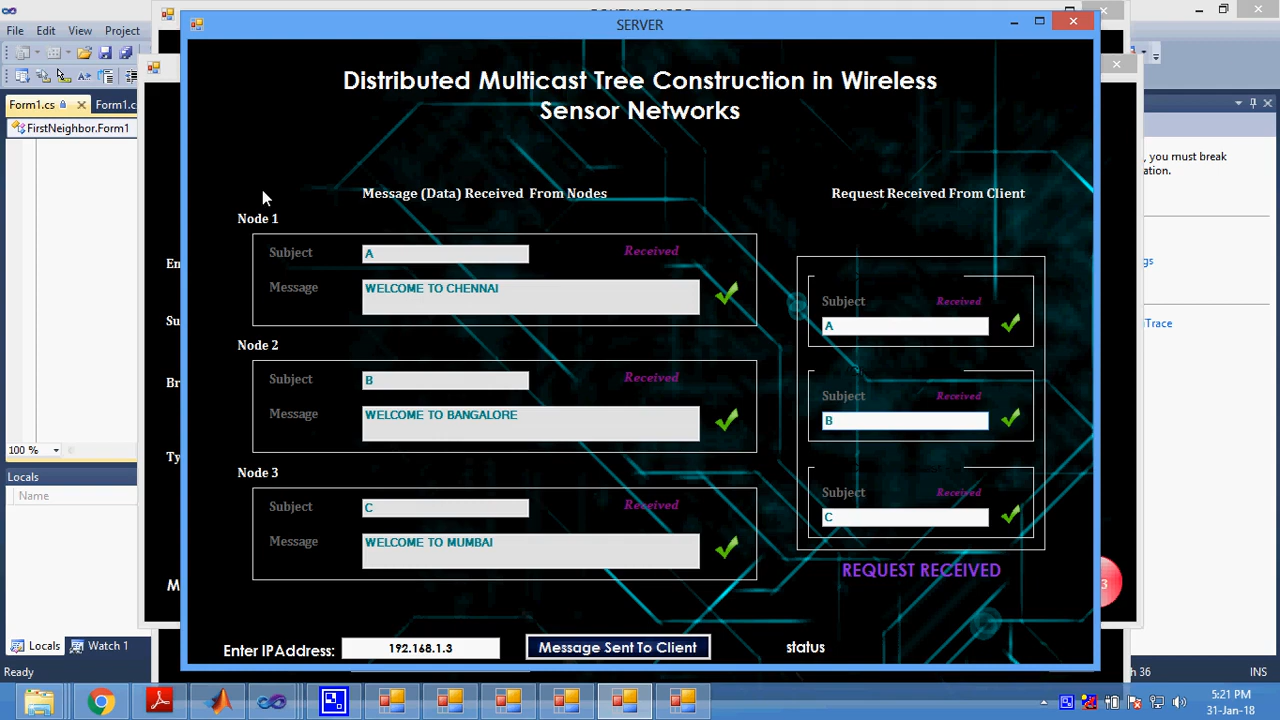 SERVER
File Edit View Project
Form1.cs Form1.c
FirstNeighbor.Form1
Distributed Multicast Tree Construction in Wireless
Sensor Networks
, you must break
Message (Data) Received From Nodes
Request Received From Client
Node 1
Subject A Received
Message WELCOME TO CHENNAI
Node 2
Subject B Received
Message WELCOME TO BANGALORE
Node 3
Subject C Received
Message WELCOME TO MUMBAI
Subject Received
A
Subject Received
B
Subject Received
C
REQUEST RECEIVED
Enter IPAddress: 192.168.1.3 Message Sent To Client status
100 %
Locals
Name
Locals Watch 1
Ready
h 36 INS
5:21 PM
31-Jan-18